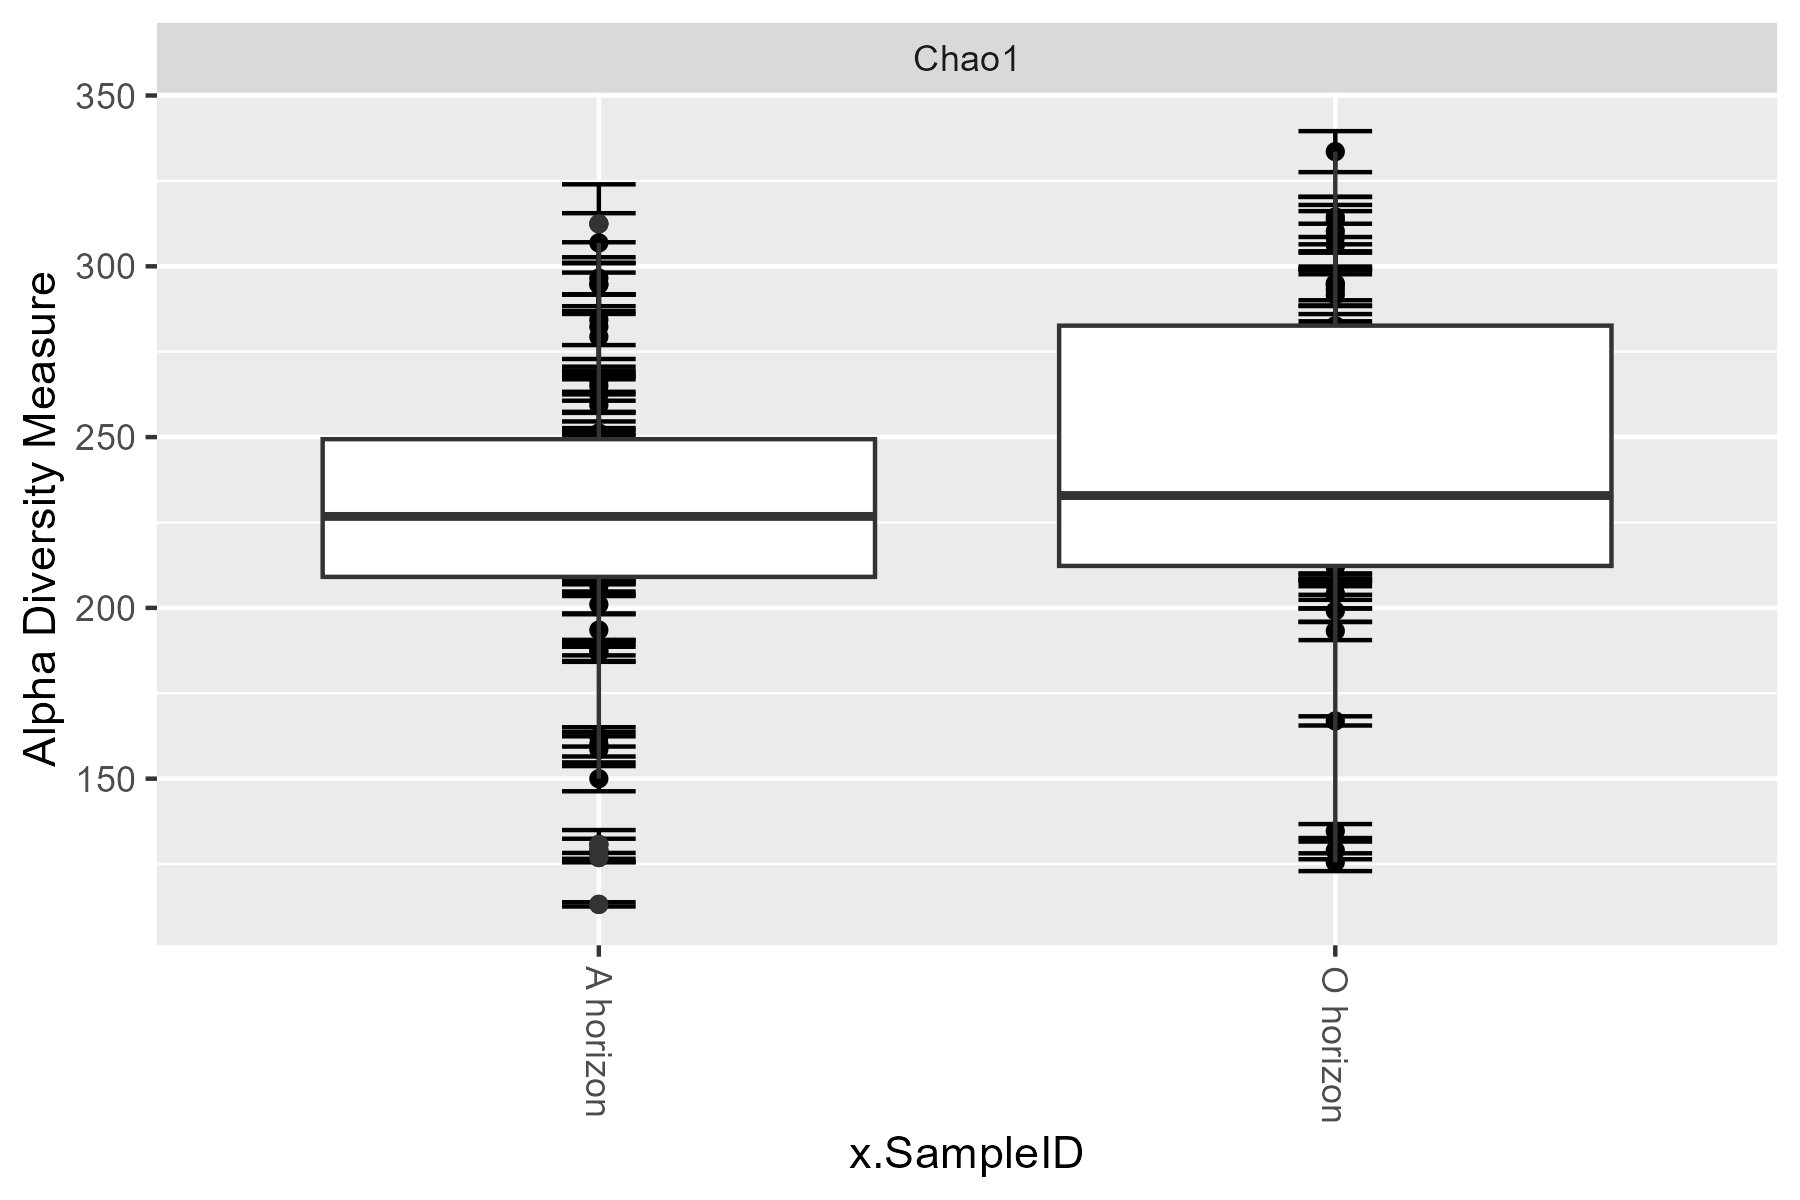 Chao1
350
300
250
200
150
Alpha Diversity Measure
A horizon
O horizon
x.SampleID